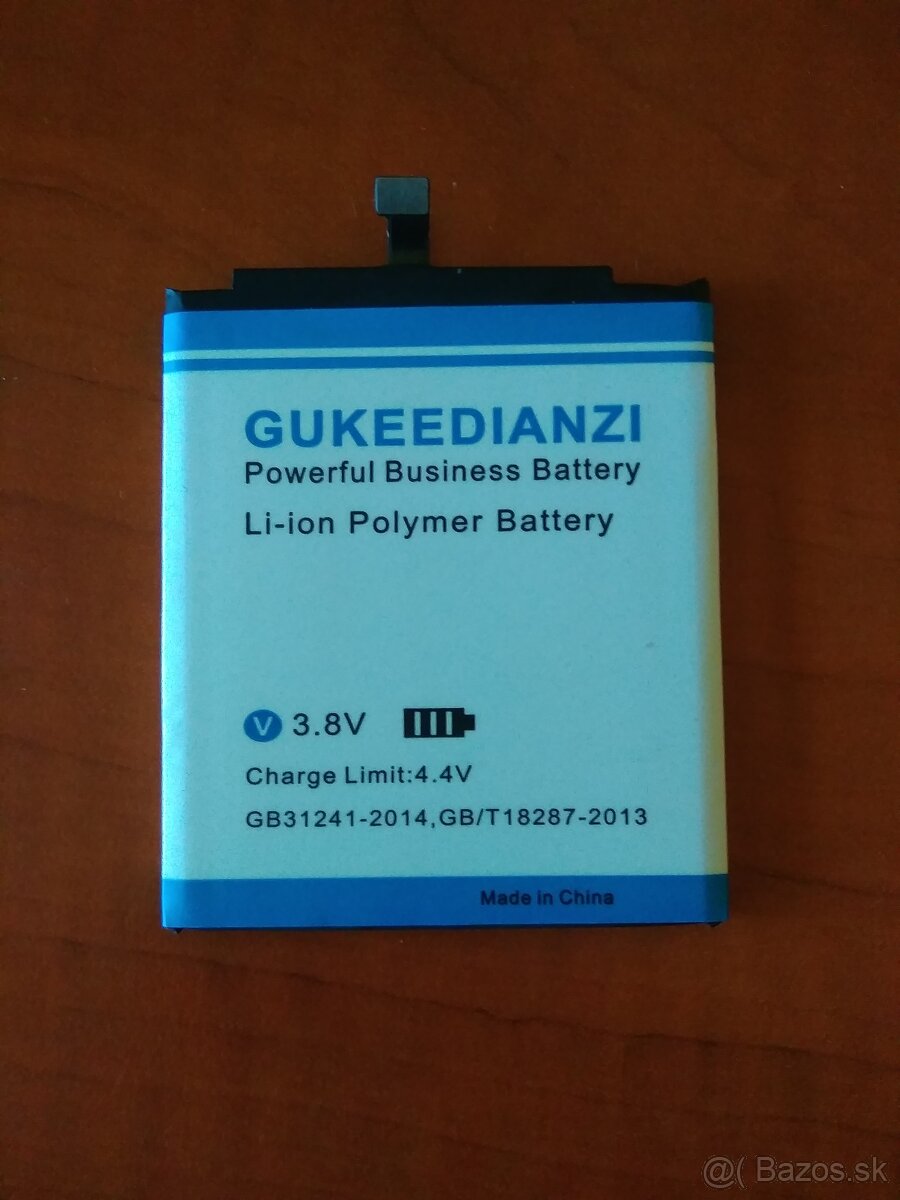 GUKEEDIANZI
Powerful Business Battery
Li-ion Polymer Battery
V 3.8V
Charge Limit:4.4V
GB31241-2014,GB/T18287-2013
Made in China
@( Bazos.sk